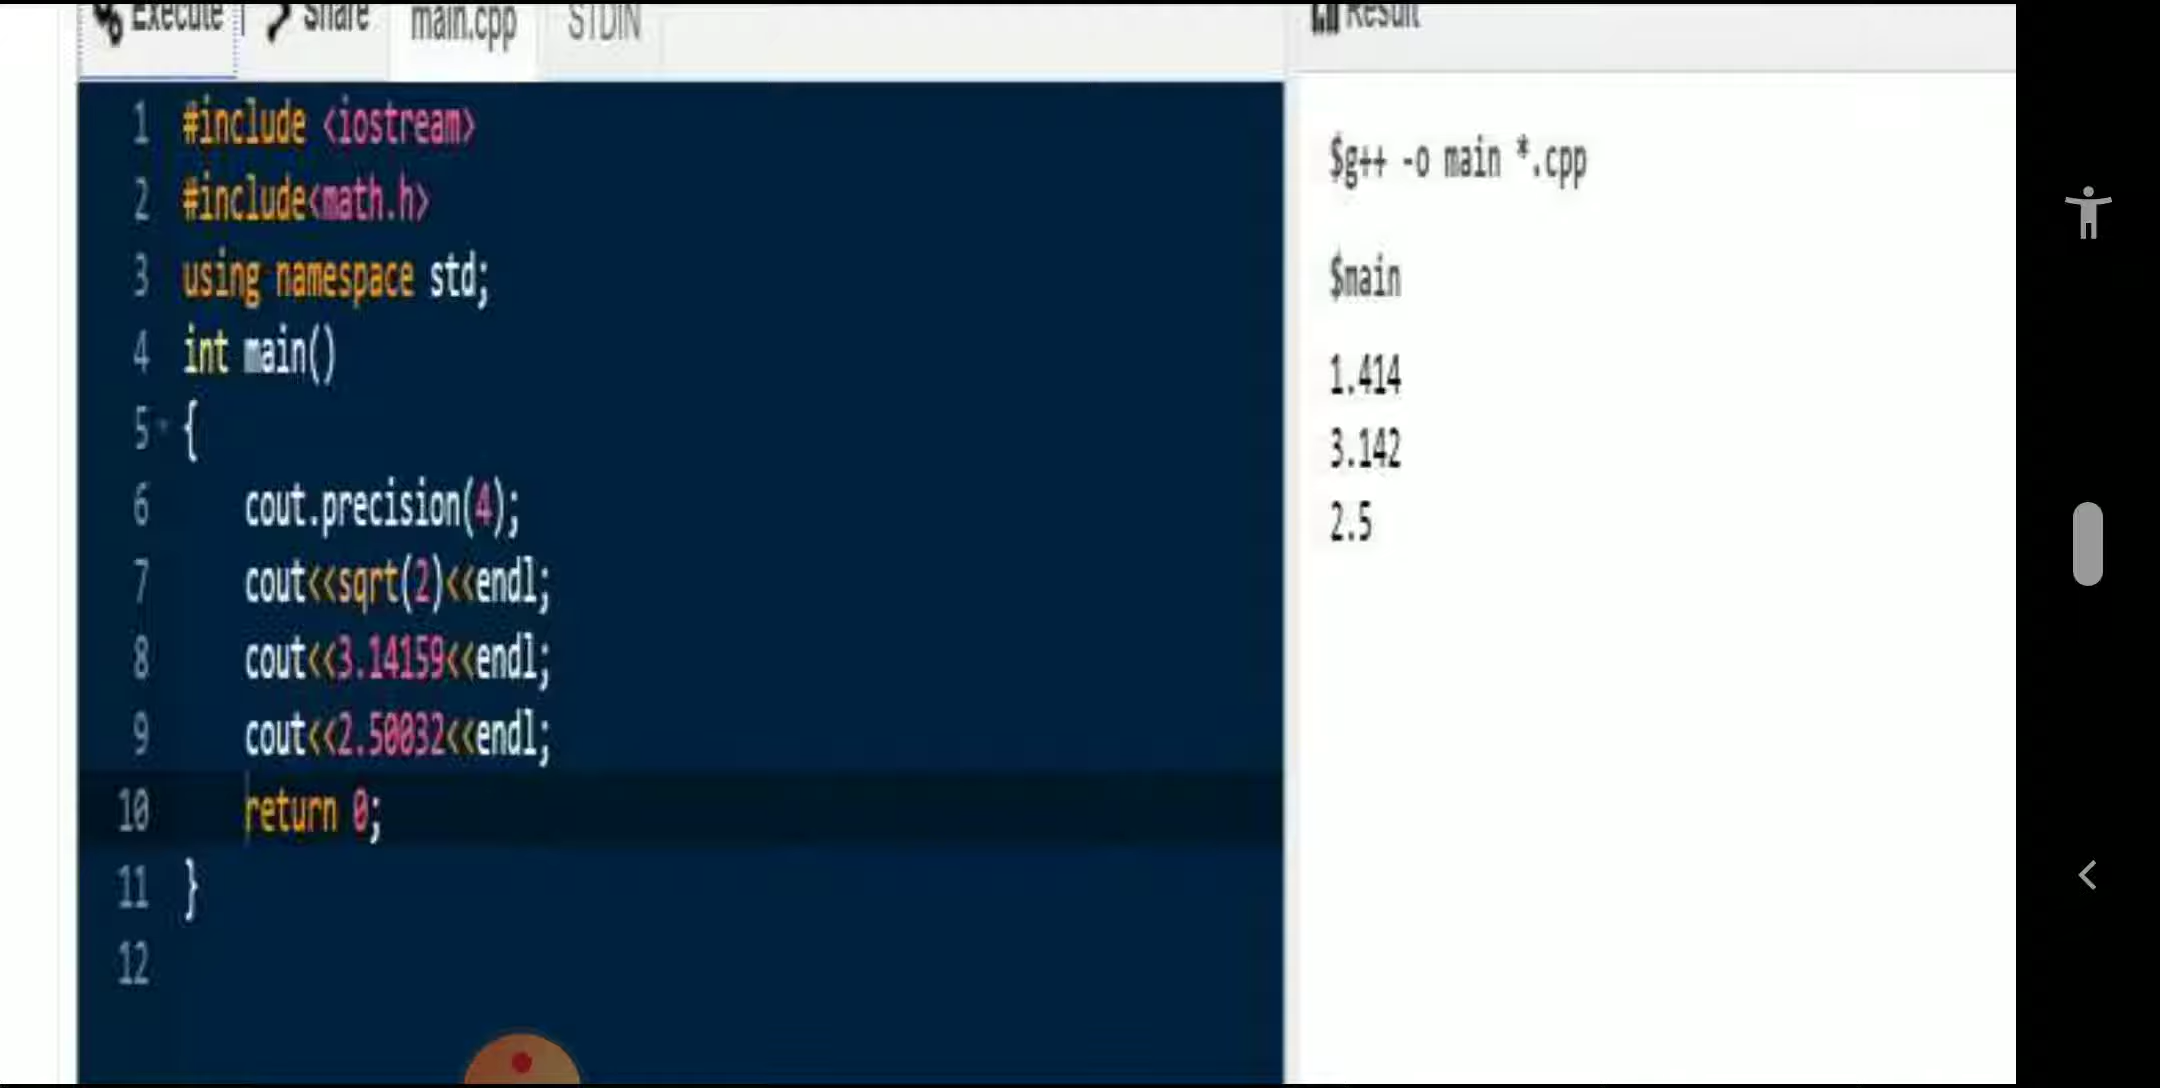 Execute | Share main.cpp STDIN
Result
1 #include <iostream>
2 #include<math.h>
3 using namespace std;
4 int main()
5 {
6 cout.precision(4);
7 cout<<sqrt(2)<<endl;
8 cout<<3.14159<<endl;
9 cout<<2.50032<<endl;
10 return 0;
11 }
12
$g++ -o main *.cpp
$main
1.414
3.142
2.5